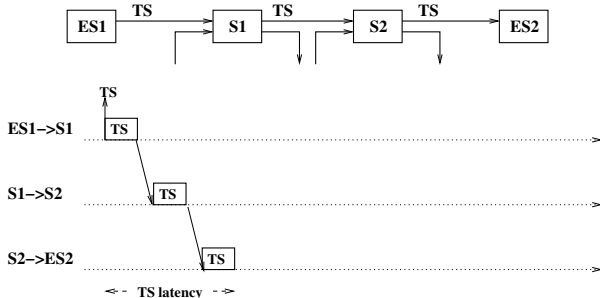 TS TS TS
ES1 S1 S2 ES2
TS
ES1->S1 TS
S1->S2 TS
S2->ES2 TS
TS latency